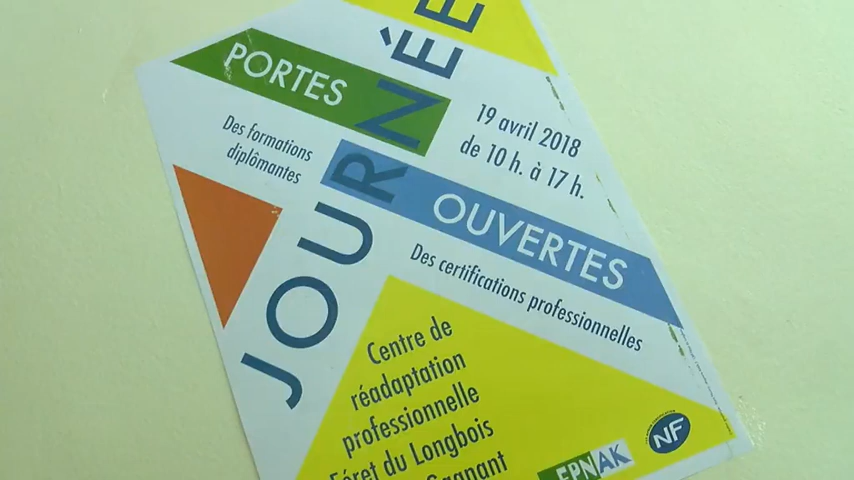 JOURNÉE
PORTES
19 avril 2018
de 10 h. à 17 h.
Des formations
diplômantes
OUVERTES
Des certifications professionnelles
Centre de
réadaptation
professionnelle
Féret du Longbois
Gagnant
EPNAK
NF